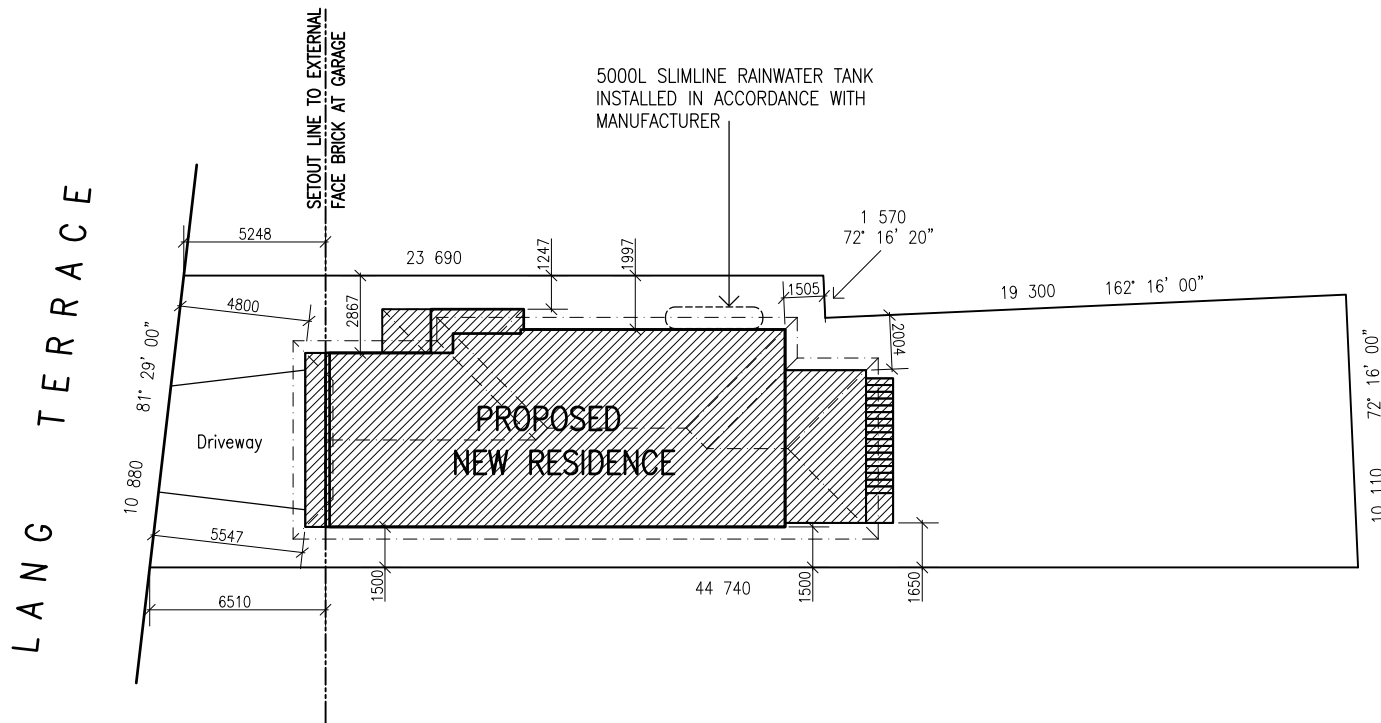 SETOUT LINE TO EXTERNAL
FACE BRICK AT GARAGE
5000L SLIMLINE RAINWATER TANK
INSTALLED IN ACCORDANCE WITH
MANUFACTURER
LANG TERRACE
5248
23 690
1247
1997
1 570
72° 16' 20"
1505
19 300 162° 16' 00"
4800
2867
2004
81° 29' 00"
10 880
Driveway
PROPOSED
NEW RESIDENCE
72° 16' 00"
10 110
5547
6510
1500
44 740
1500
1650